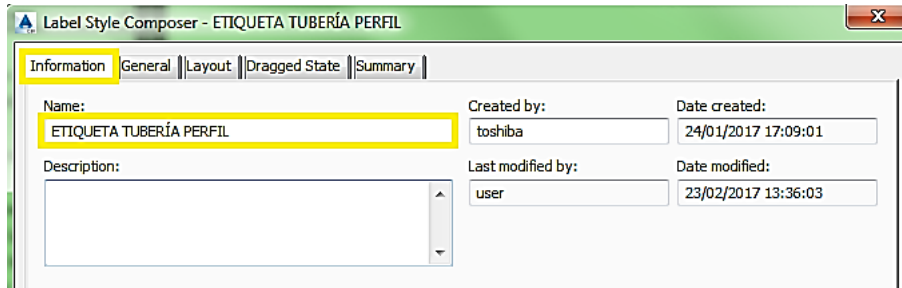 Label Style Composer - ETIQUETA TUBERÍA PERFIL
Information General Layout Dragged State Summary
Name: Created by: Date created:
ETIQUETA TUBERÍA PERFIL toshiba 24/01/2017 17:09:01
Description: Last modified by: Date modified:
user 23/02/2017 13:36:03